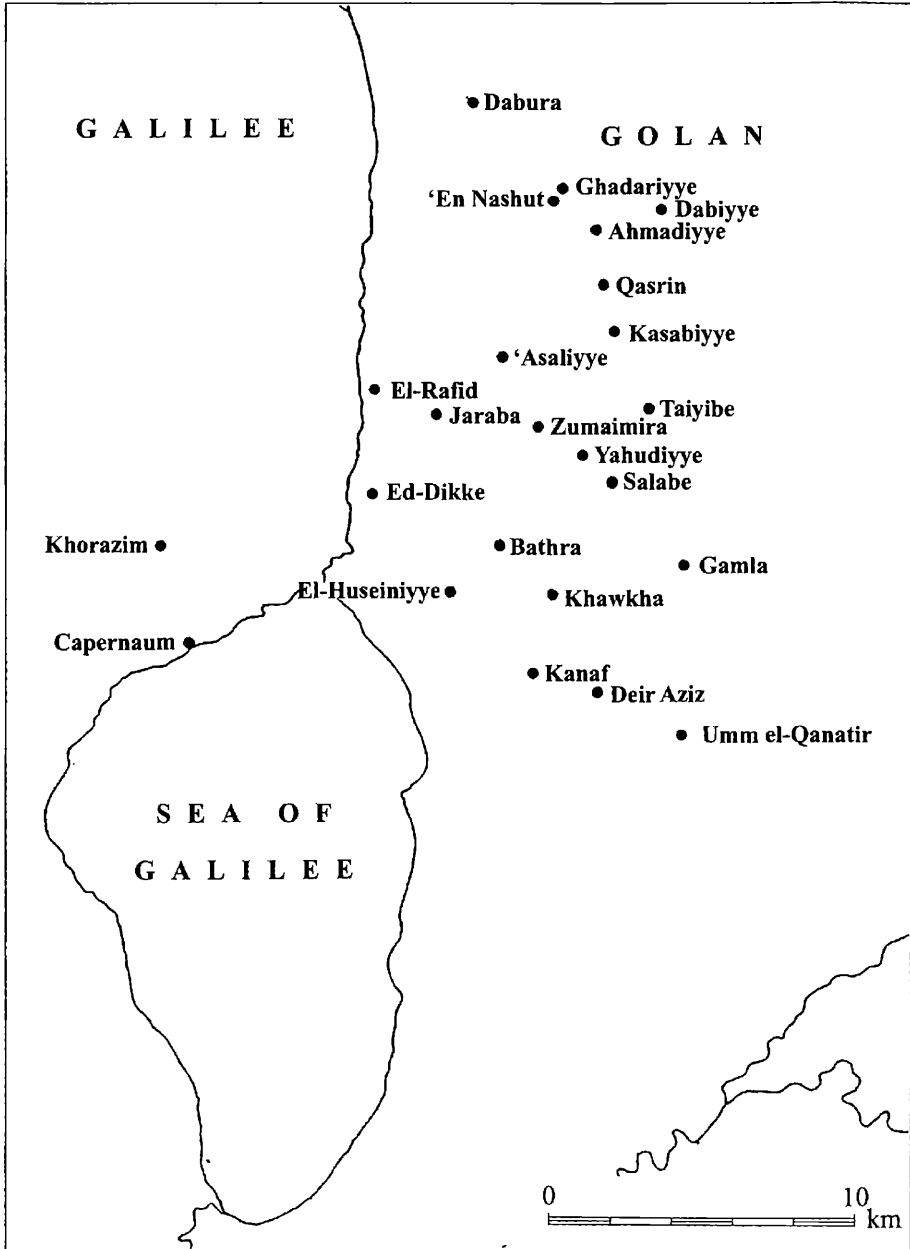 Dabura
GALILEE
GOLAN
Ghadariyye
‘En Nashut
Dabiyye
Ahmadiyye
Qasrin
Kasabiyye
‘Asaliyye
El-Rafid
Taiyibe
Jaraba
Zumaimira
Yahudiyye
Salabe
Ed-Dikke
Khorazim
Bathra
Gamla
El-Huseiniyye
Khawkha
Capernaum
Kanaf
Deir Aziz
Umm el-Qanatir
SEA OF
GALILEE
0 10
km